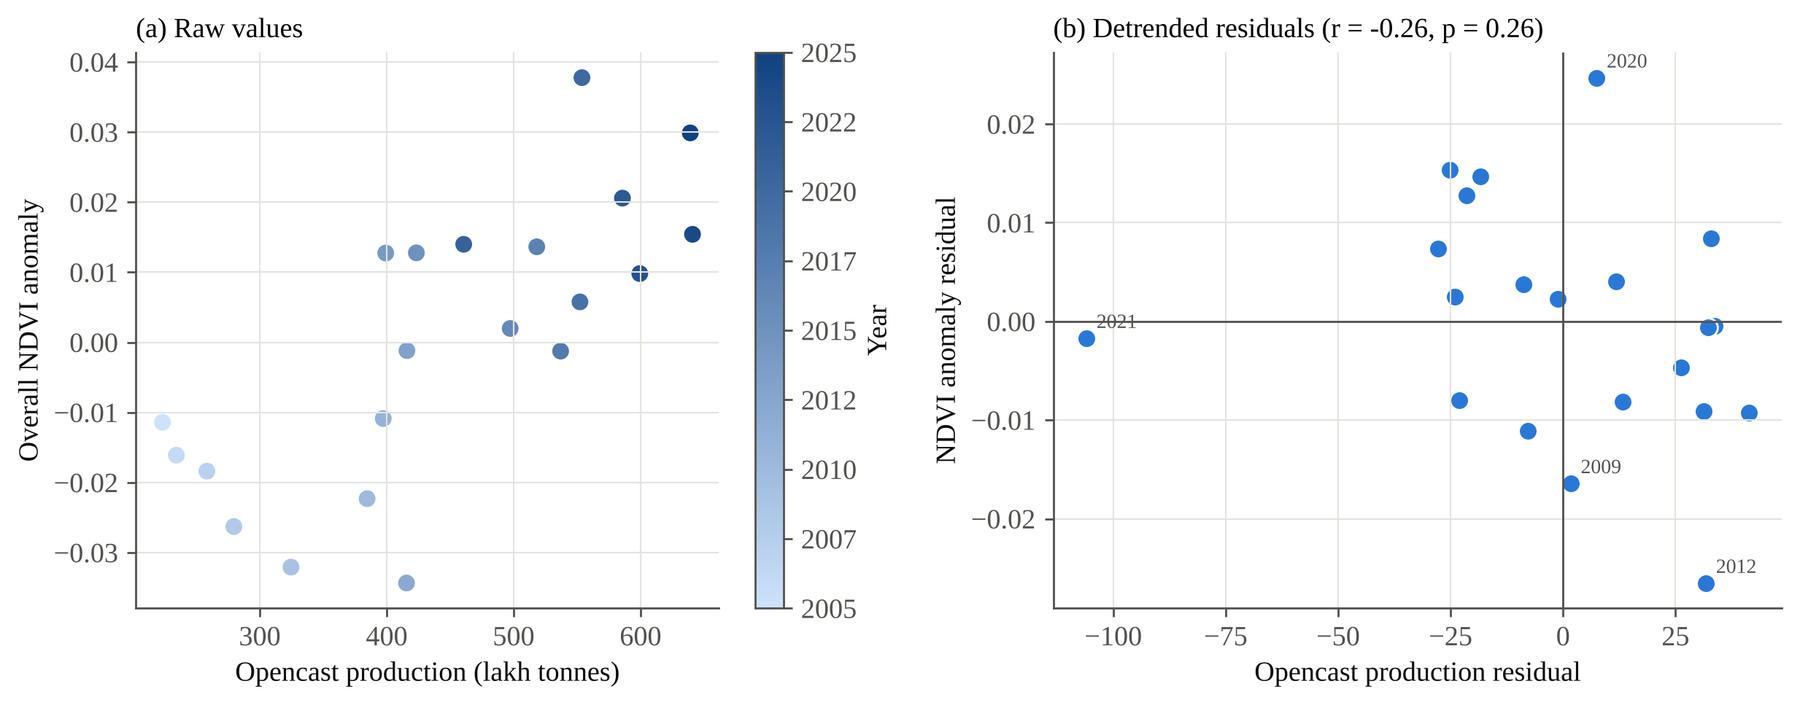 (a) Raw values
0.04
0.03
0.02
0.01
0.00
−0.01
−0.02
−0.03
Overall NDVI anomaly
300 400 500 600
Opencast production (lakh tonnes)
2025
2022
2020
2017
2015
2012
2010
2007
2005
Year
(b) Detrended residuals (r = -0.26, p = 0.26)
0.02
0.01
0.00
−0.01
−0.02
NDVI anomaly residual
2020
2021
2009
2012
−100 −75 −50 −25 0 25
Opencast production residual